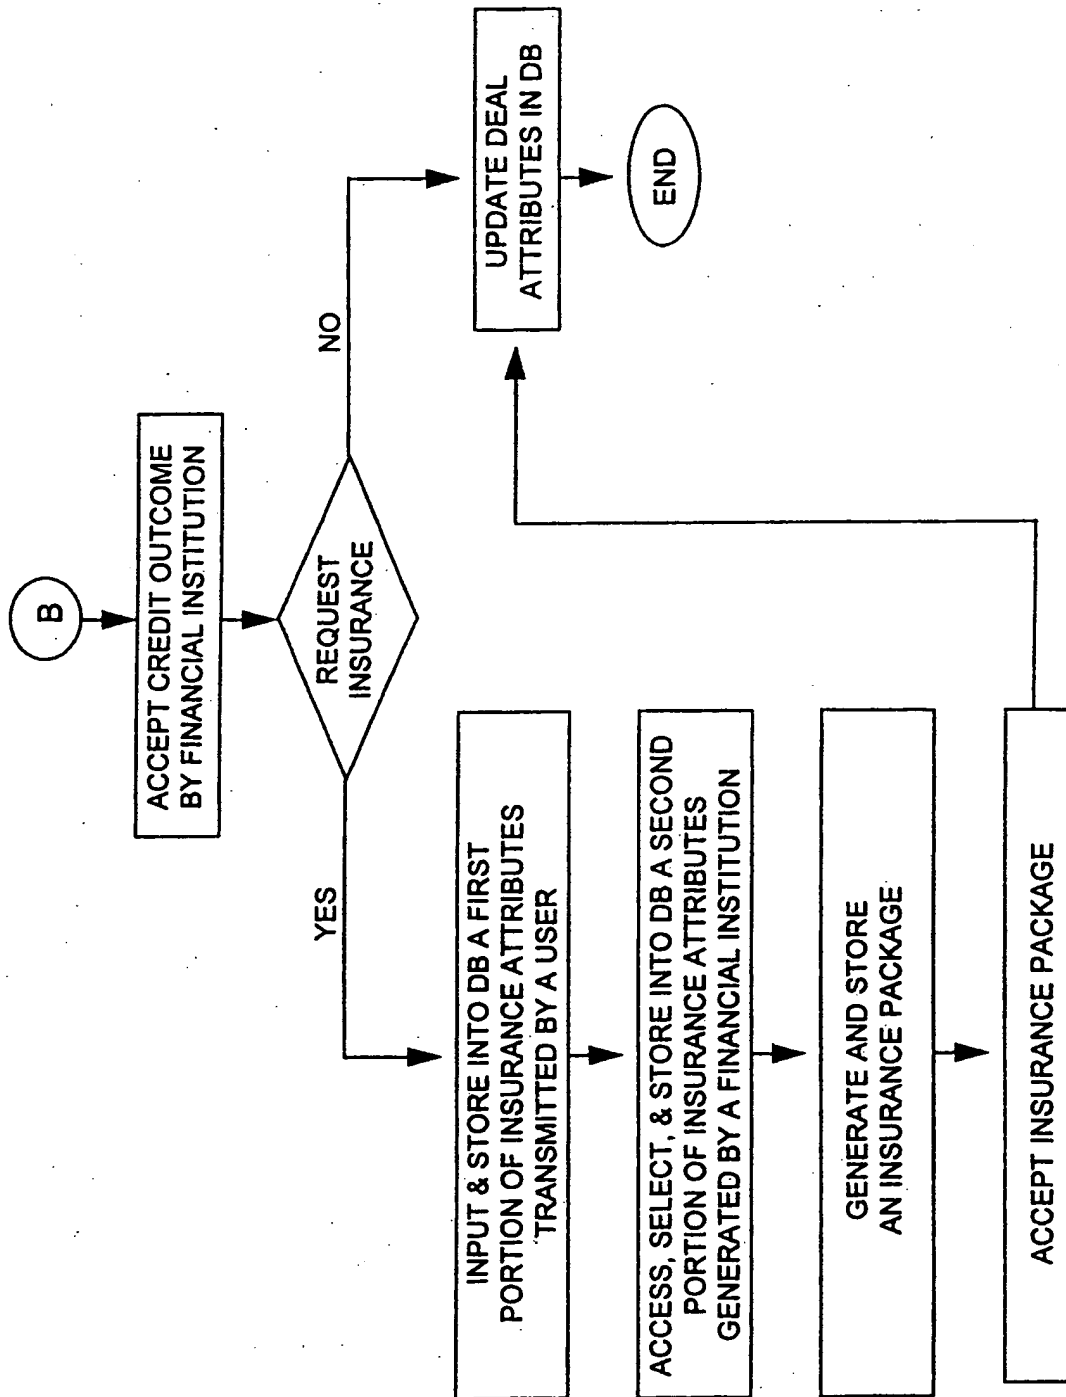 B
ACCEPT CREDIT OUTCOME
BY FINANCIAL INSTITUTION
REQUEST
INSURANCE
YES
NO
INPUT & STORE INTO DB A FIRST
PORTION OF INSURANCE ATTRIBUTES
TRANSMITTED BY A USER
ACCESS, SELECT, & STORE INTO DB A SECOND
PORTION OF INSURANCE ATTRIBUTES
GENERATED BY A FINANCIAL INSTITUTION
GENERATE AND STORE
AN INSURANCE PACKAGE
ACCEPT INSURANCE PACKAGE
UPDATE DEAL
ATTRIBUTES IN DB
END